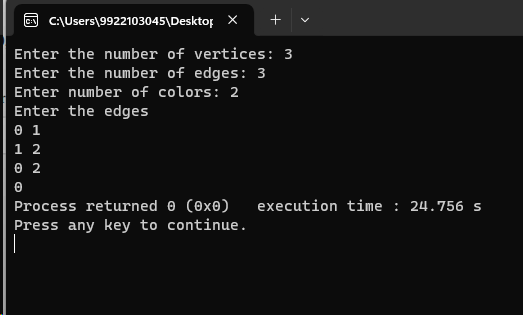 C:\Users\9922103045\Desktop
Enter the number of vertices: 3
Enter the number of edges: 3
Enter number of colors: 2
Enter the edges
0 1
1 2
0 2
0
Process returned 0 (0x0)   execution time : 24.756 s
Press any key to continue.